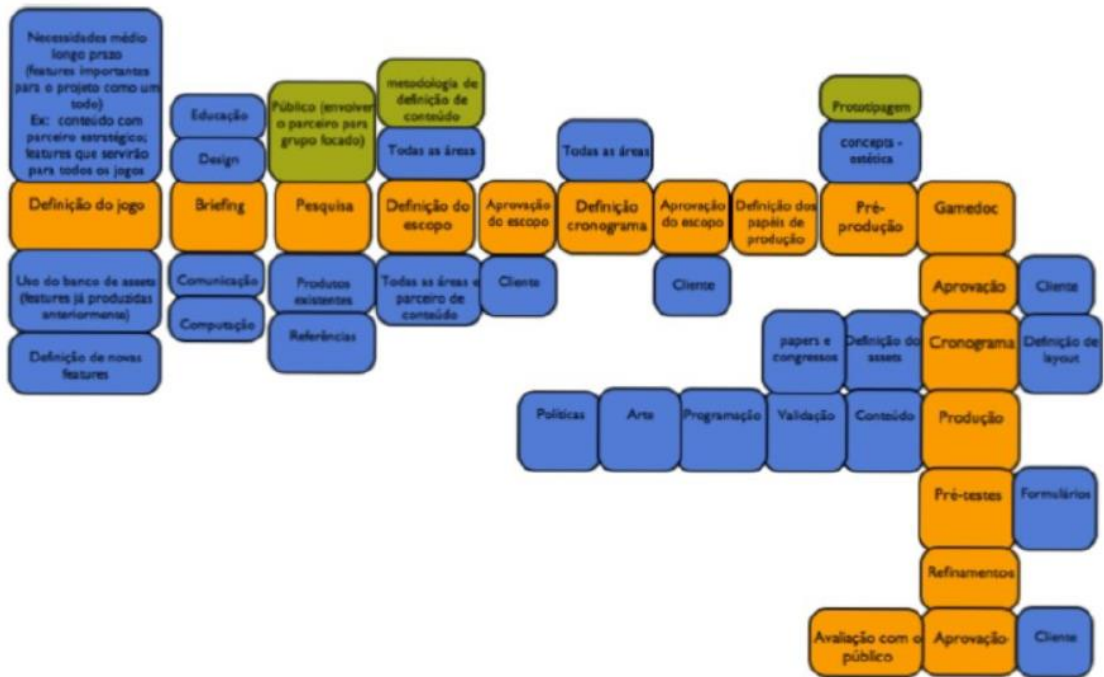 Necessidades médio
longo prazo
(features importantes
para o projeto como um
todo)
Ex: conteúdo com
parceiro estratégico;
features que servirão
para todos os jogos
Educação
Design
Público (envolver
o parceiro para
grupo focado)
metodologia de
definição de
conteúdo
Todas as áreas
Todas as áreas
Prototipagem
concepts -
estética
Definição do jogo
Briefing
Pesquisa
Definição do
escopo
Aprovação
do escopo
Definição
cronograma
Aprovação
do escopo
Definição dos
papéis de
produção
Pré-
produção
Gamedoc
Uso do banco de assets
(features já produzidas
anteriormente)
Definição de novas
features
Comunicação
Computação
Produtos
existentes
Referências
Todas as áreas e
parceiro de
conteúdo
Cliente
Cliente
Aprovação
Cliente
papers e
congressos
Definição do
assets
Cronograma
Definição de
layout
Políticas
Arte
Programação
Validação
Conteúdo
Produção
Pré-testes
Formulários
Refinamentos
Avaliação com o
público
Aprovação
Cliente